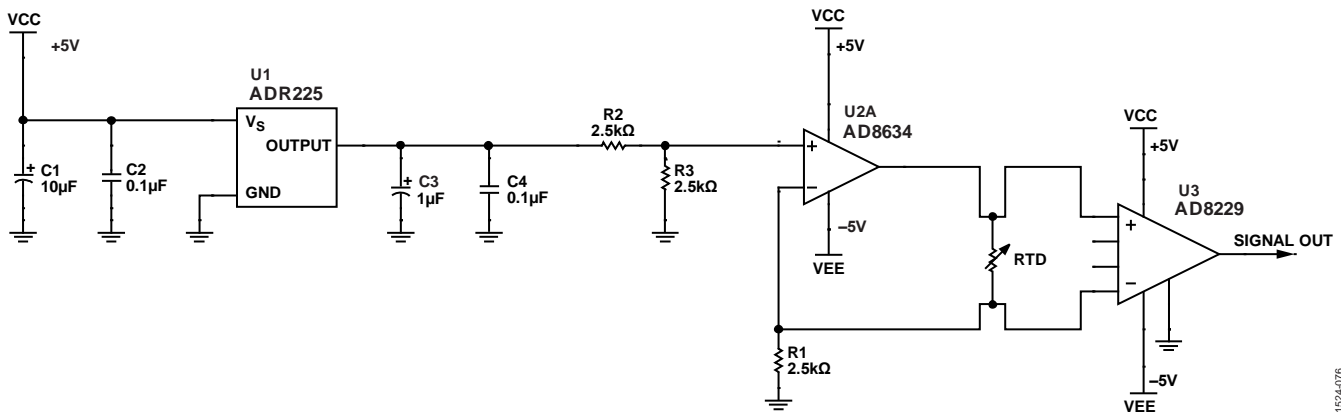 VCC
+5V
U1
ADR225
VS
OUTPUT
GND
+
C1
10µF
C2
0.1µF
+
C3
1µF
C4
0.1µF
R2
2.5kΩ
R3
2.5kΩ
VCC
+5V
U2A
AD8634
+
–
–5V
VEE
RTD
R1
2.5kΩ
VCC
+5V
U3
AD8229
+
–
SIGNAL OUT
–5V
VEE